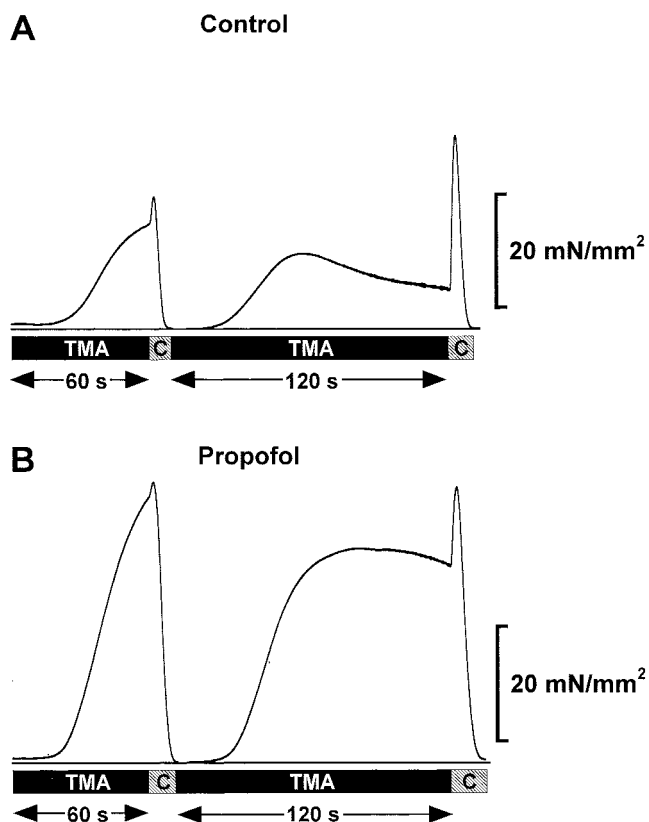 A
Control
20 mN/mm²
TMA C TMA C
60 s 120 s
B
Propofol
20 mN/mm²
TMA C TMA C
60 s 120 s